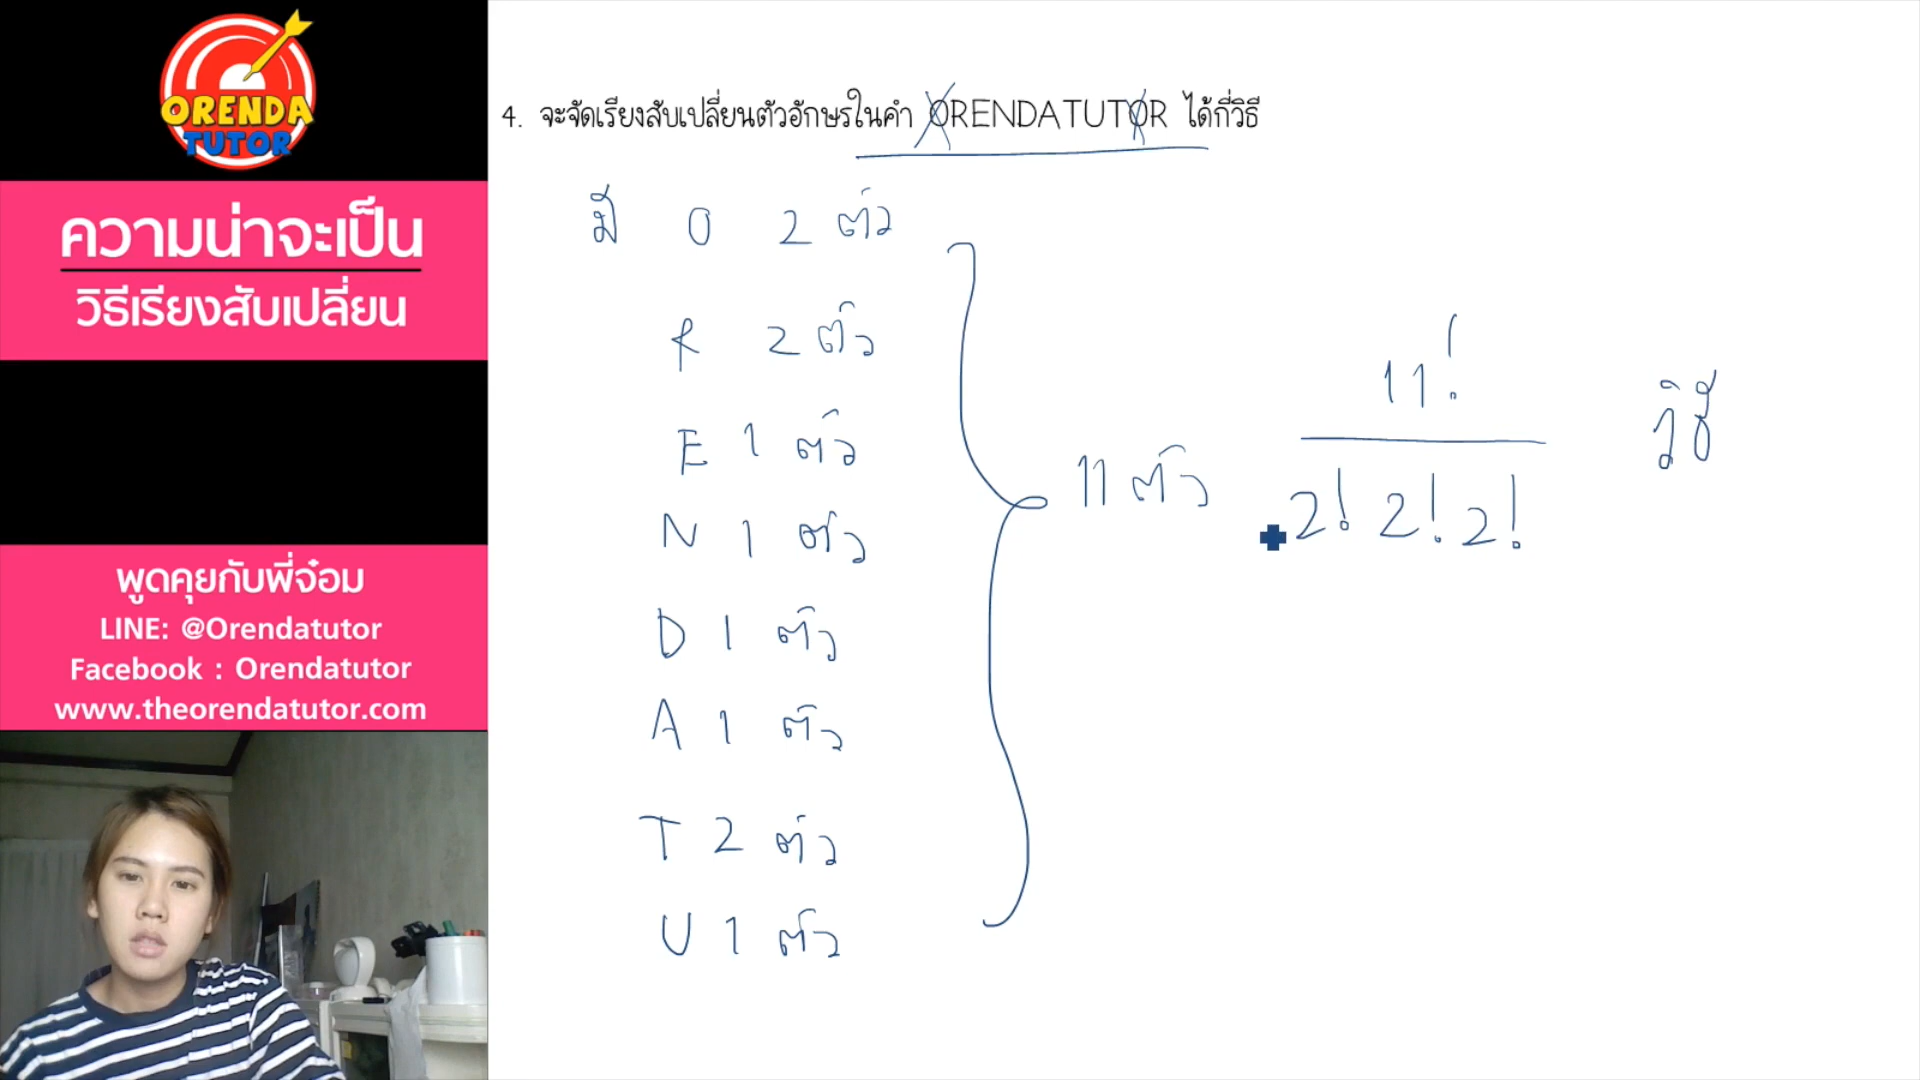 ORENDA
TUTOR
ความน่าจะเป็น
วิธีเรียงสับเปลี่ยน
พูดคุยกับพี่จ๋อม
LINE: @Orendatutor
Facebook : Orendatutor
www.theorendatutor.com
4. จะจัดเรียงสับเปลี่ยนตัวอักษรในคำ ORENDATUTOR ได้กี่วิธี
มี O 2 ตัว
R 2 ตัว
E 1 ตัว
N 1 ตัว
D 1 ตัว
A 1 ตัว
T 2 ตัว
U 1 ตัว
11 ตัว
11!
2! 2! 2!
วิธี